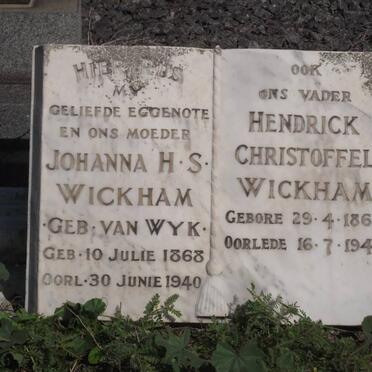 HIER RUS
MY
GELIEFDE EGGENOTE
EN ONS MOEDER
JOHANNA H·S·
WICKHAM
·GEB·VAN WYK·
GEB·10 JULIE 1868
OORL·30 JUNIE 1940
OOK
ONS VADER
HENDRICK
CHRISTOFFEL
WICKHAM
GEBORE 29·4·186
OORLEDE 16·7·194